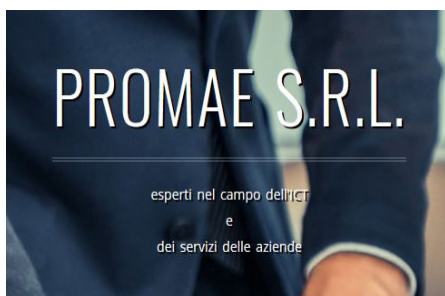 PROMAE S.R.L.
esperti nel campo dell'ICT
e
dei servizi delle aziende